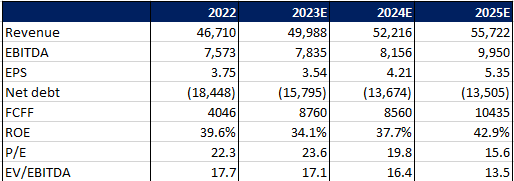 2022 2023E 2024E 2025E
Revenue 46,710 49,988 52,216 55,722
EBITDA 7,573 7,835 8,156 9,950
EPS 3.75 3.54 4.21 5.35
Net debt (18,448) (15,795) (13,674) (13,505)
FCFF 4046 8760 8560 10435
ROE 39.6% 34.1% 37.7% 42.9%
P/E 22.3 23.6 19.8 15.6
EV/EBITDA 17.7 17.1 16.4 13.5